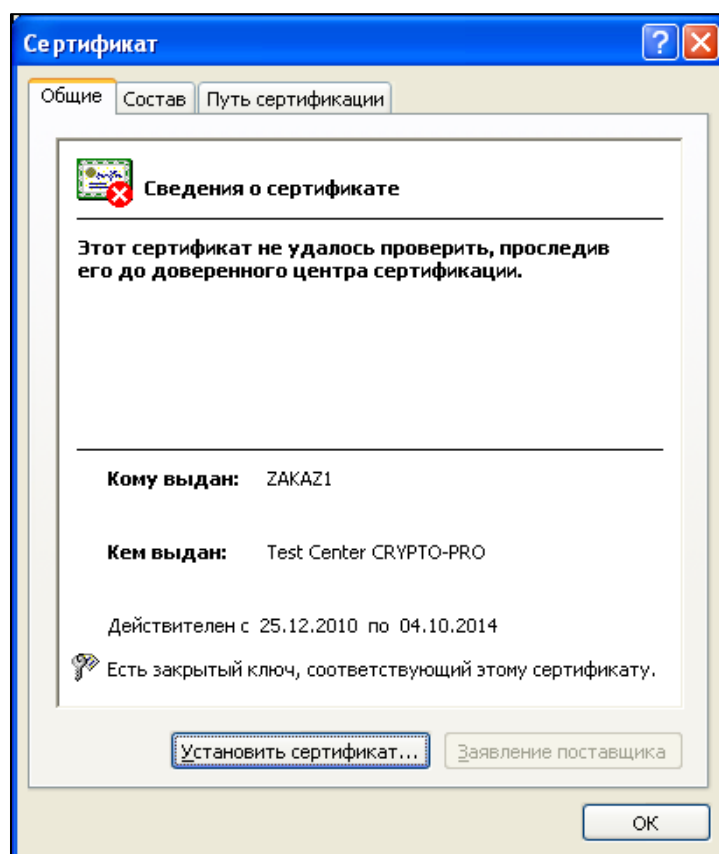 Сертификат
Общие Состав Путь сертификации
Сведения о сертификате
Этот сертификат не удалось проверить, проследив
его до доверенного центра сертификации.
Кому выдан: ZAKAZ1
Кем выдан: Test Center CRYPTO-PRO
Действителен с 25.12.2010 по 04.10.2014
Есть закрытый ключ, соответствующий этому сертификату.
Установить сертификат... Заявление поставщика
ОК